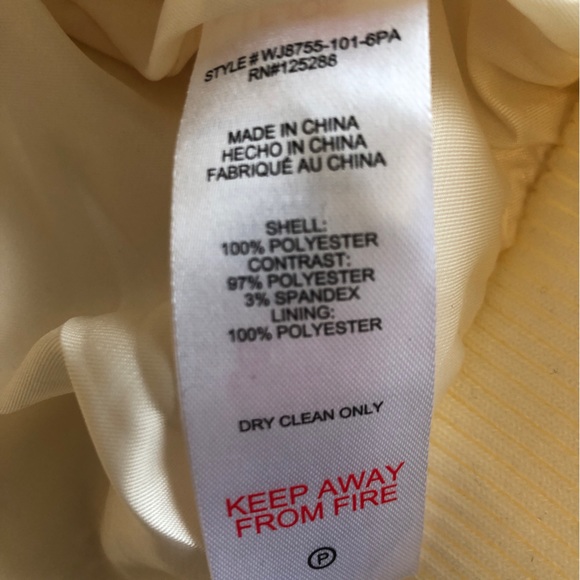 STYLE # WJ8755-101-6PA
RN#125288
MADE IN CHINA
HECHO EN CHINA
FABRIQUÉ AU CHINA
SHELL:
100% POLYESTER
CONTRAST:
97% POLYESTER
3% SPANDEX
LINING:
100% POLYESTER
DRY CLEAN ONLY
KEEP AWAY
FROM FIRE
P